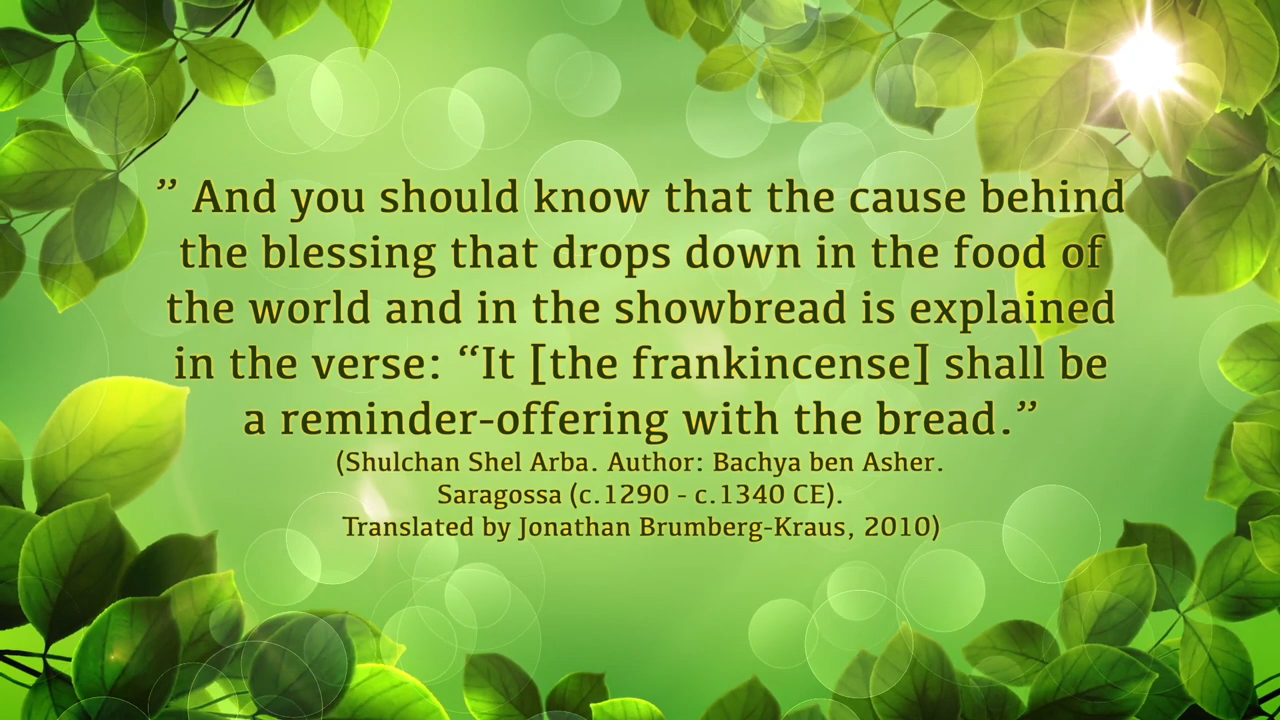 ” And you should know that the cause behind
the blessing that drops down in the food of
the world and in the showbread is explained
in the verse: “It [the frankincense] shall be
a reminder-offering with the bread.”
(Shulchan Shel Arba. Author: Bachya ben Asher.
Saragossa (c.1290 - c.1340 CE).
Translated by Jonathan Brumberg-Kraus, 2010)